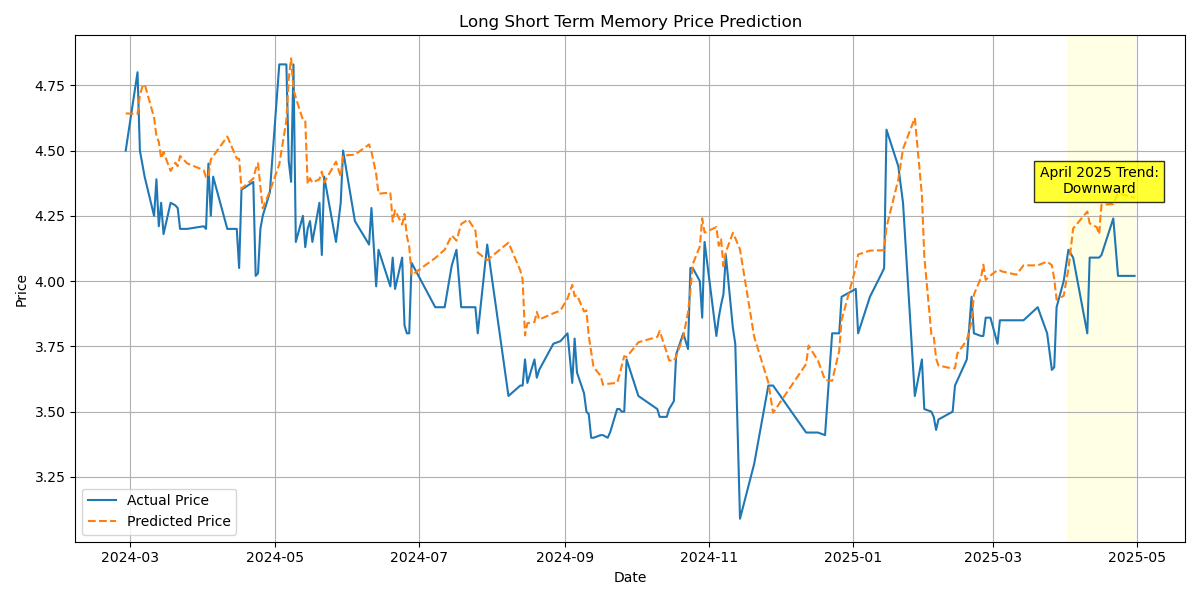 Long Short Term Memory Price Prediction
4.75
4.50
4.25
4.00
3.75
3.50
3.25
Price
April 2025 Trend:
Downward
Actual Price
Predicted Price
2024-03 2024-05 2024-07 2024-09 2024-11 2025-01 2025-03 2025-05
Date